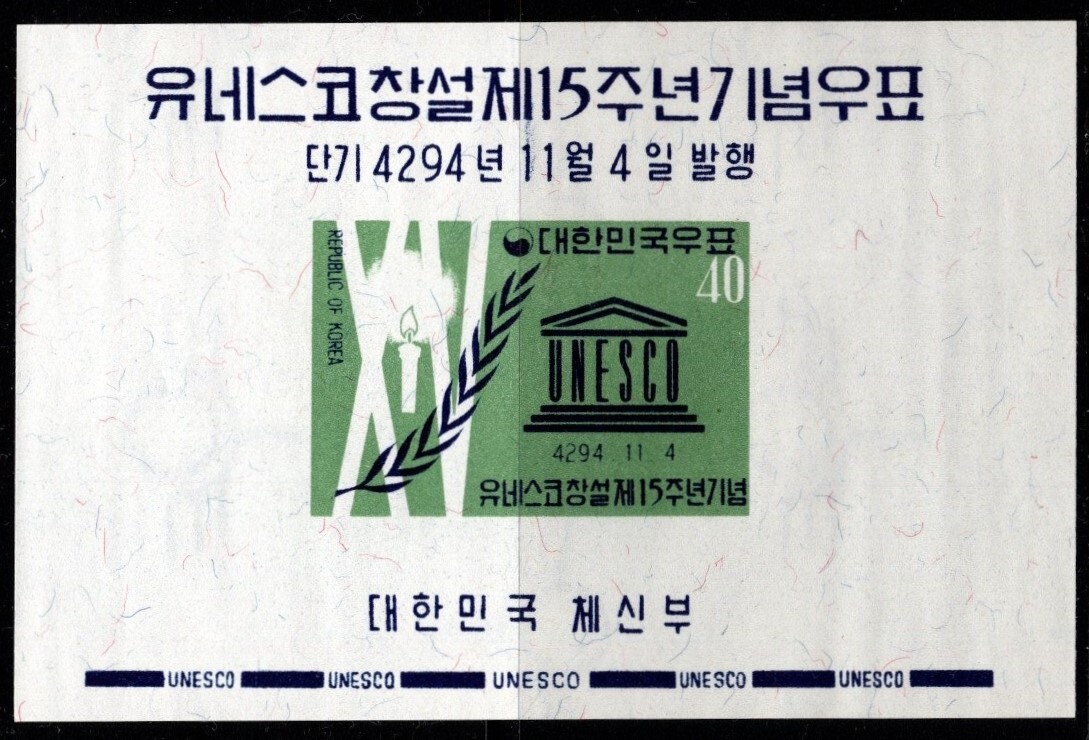 유네스코창설제15주년기념우표
단기 4294 년 11 월 4 일 발행
REPUBLIC OF KOREA
XV
대한민국우표
40
UNESCO
4294 11 4
유네스코창설제15주년기념
대한민국 체신부
UNESCO UNESCO UNESCO UNESCO UNESCO